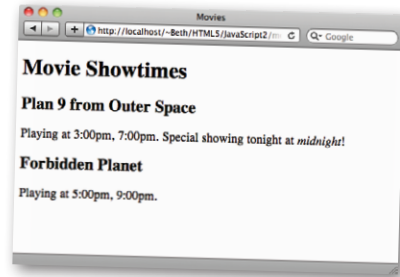 Movies
http://localhost/~Beth/HTML5/JavaScript2/
Google
Movie Showtimes
Plan 9 from Outer Space
Playing at 3:00pm, 7:00pm. Special showing tonight at midnight!
Forbidden Planet
Playing at 5:00pm, 9:00pm.